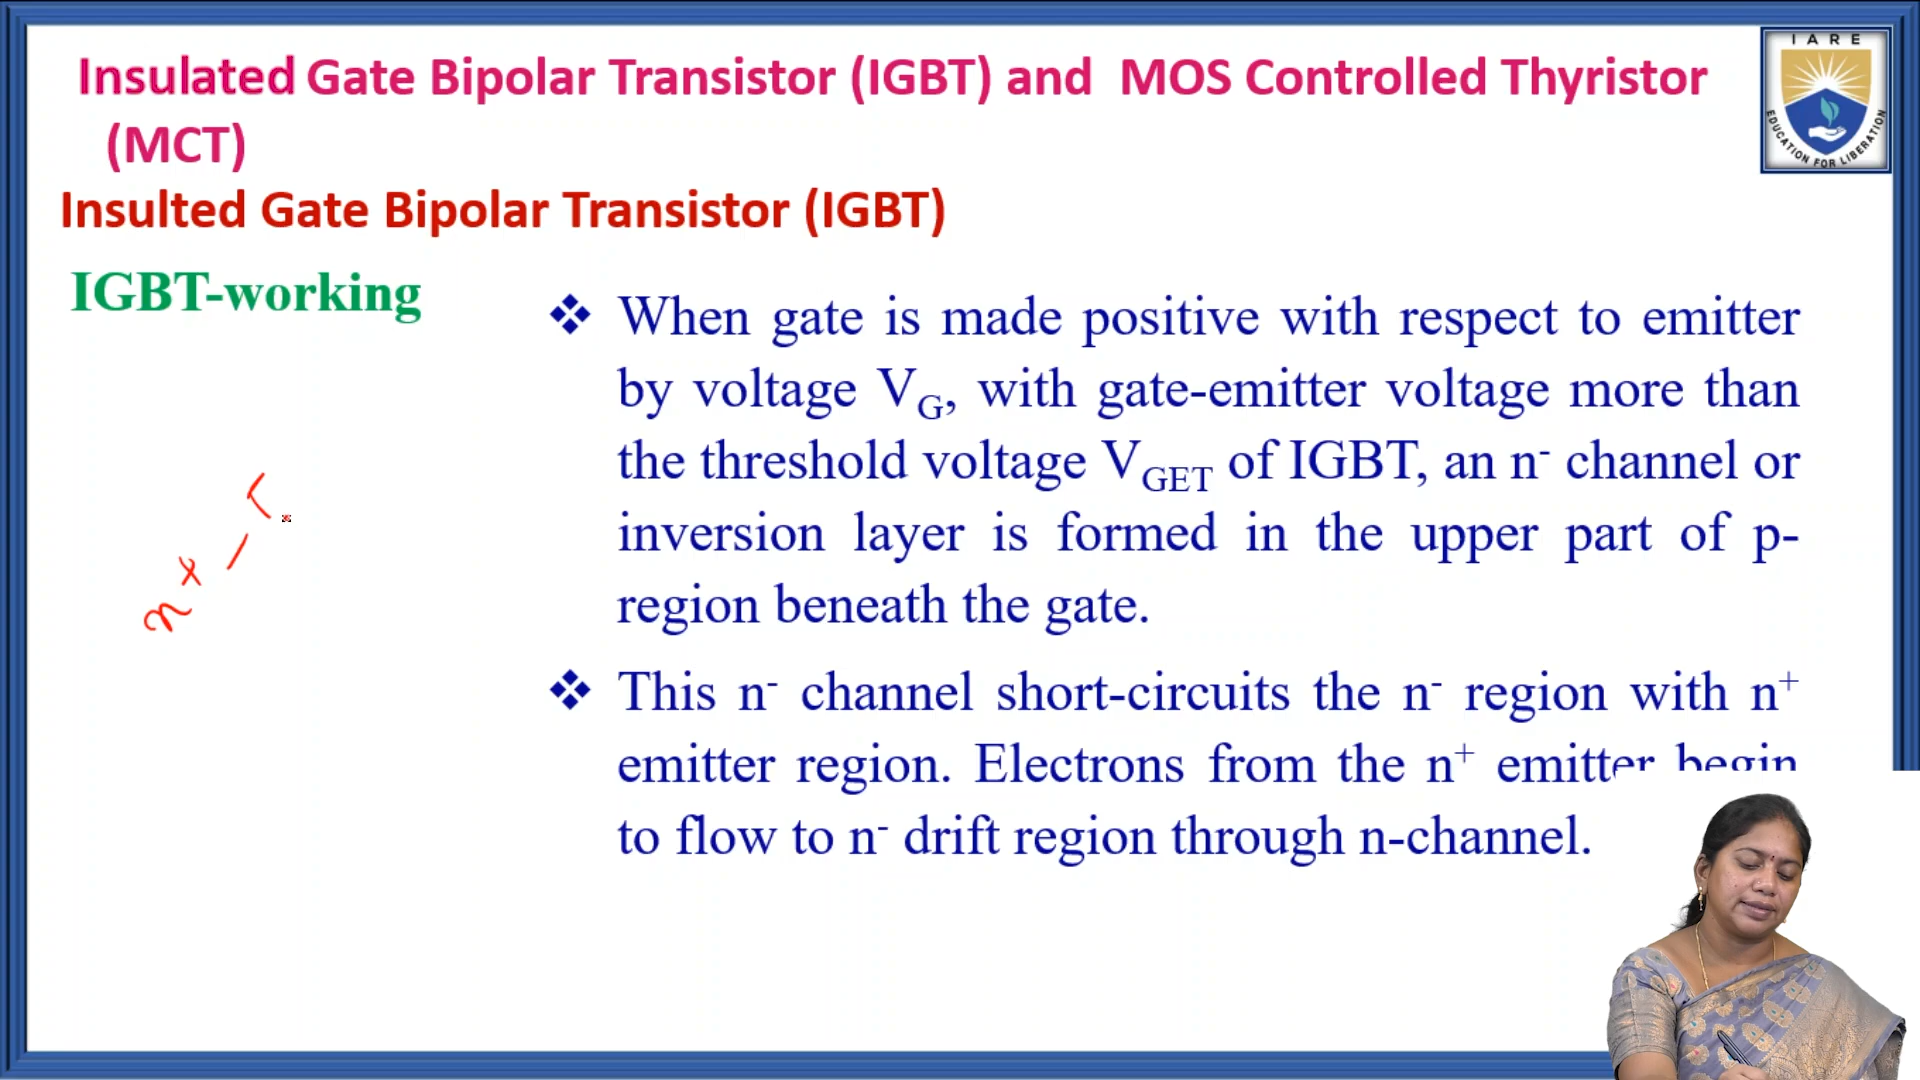 Insulated Gate Bipolar Transistor (IGBT) and MOS Controlled Thyristor
(MCT)
IARE
EDUCATION FOR LIBERATION
Insulted Gate Bipolar Transistor (IGBT)
IGBT-working
❖ When gate is made positive with respect to emitter
by voltage V_G, with gate-emitter voltage more than
the threshold voltage V_GET of IGBT, an n⁻ channel or
inversion layer is formed in the upper part of p-
region beneath the gate.
❖ This n⁻ channel short-circuits the n⁻ region with n⁺
emitter region. Electrons from the n⁺ emitter begin
to flow to n⁻ drift region through n-channel.
n⁺ –